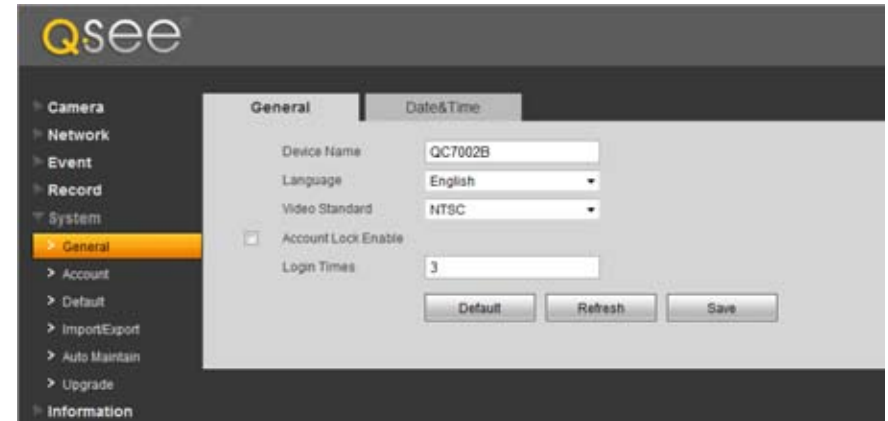 Qsee
Camera
Network
Event
Record
System
General
Account
Default
Import/Export
Auto Maintain
Upgrade
Information
General Date&Time
Device Name QC7002B
Language English
Video Standard NTSC
Account Lock Enable
Login Times 3
Default Refresh Save